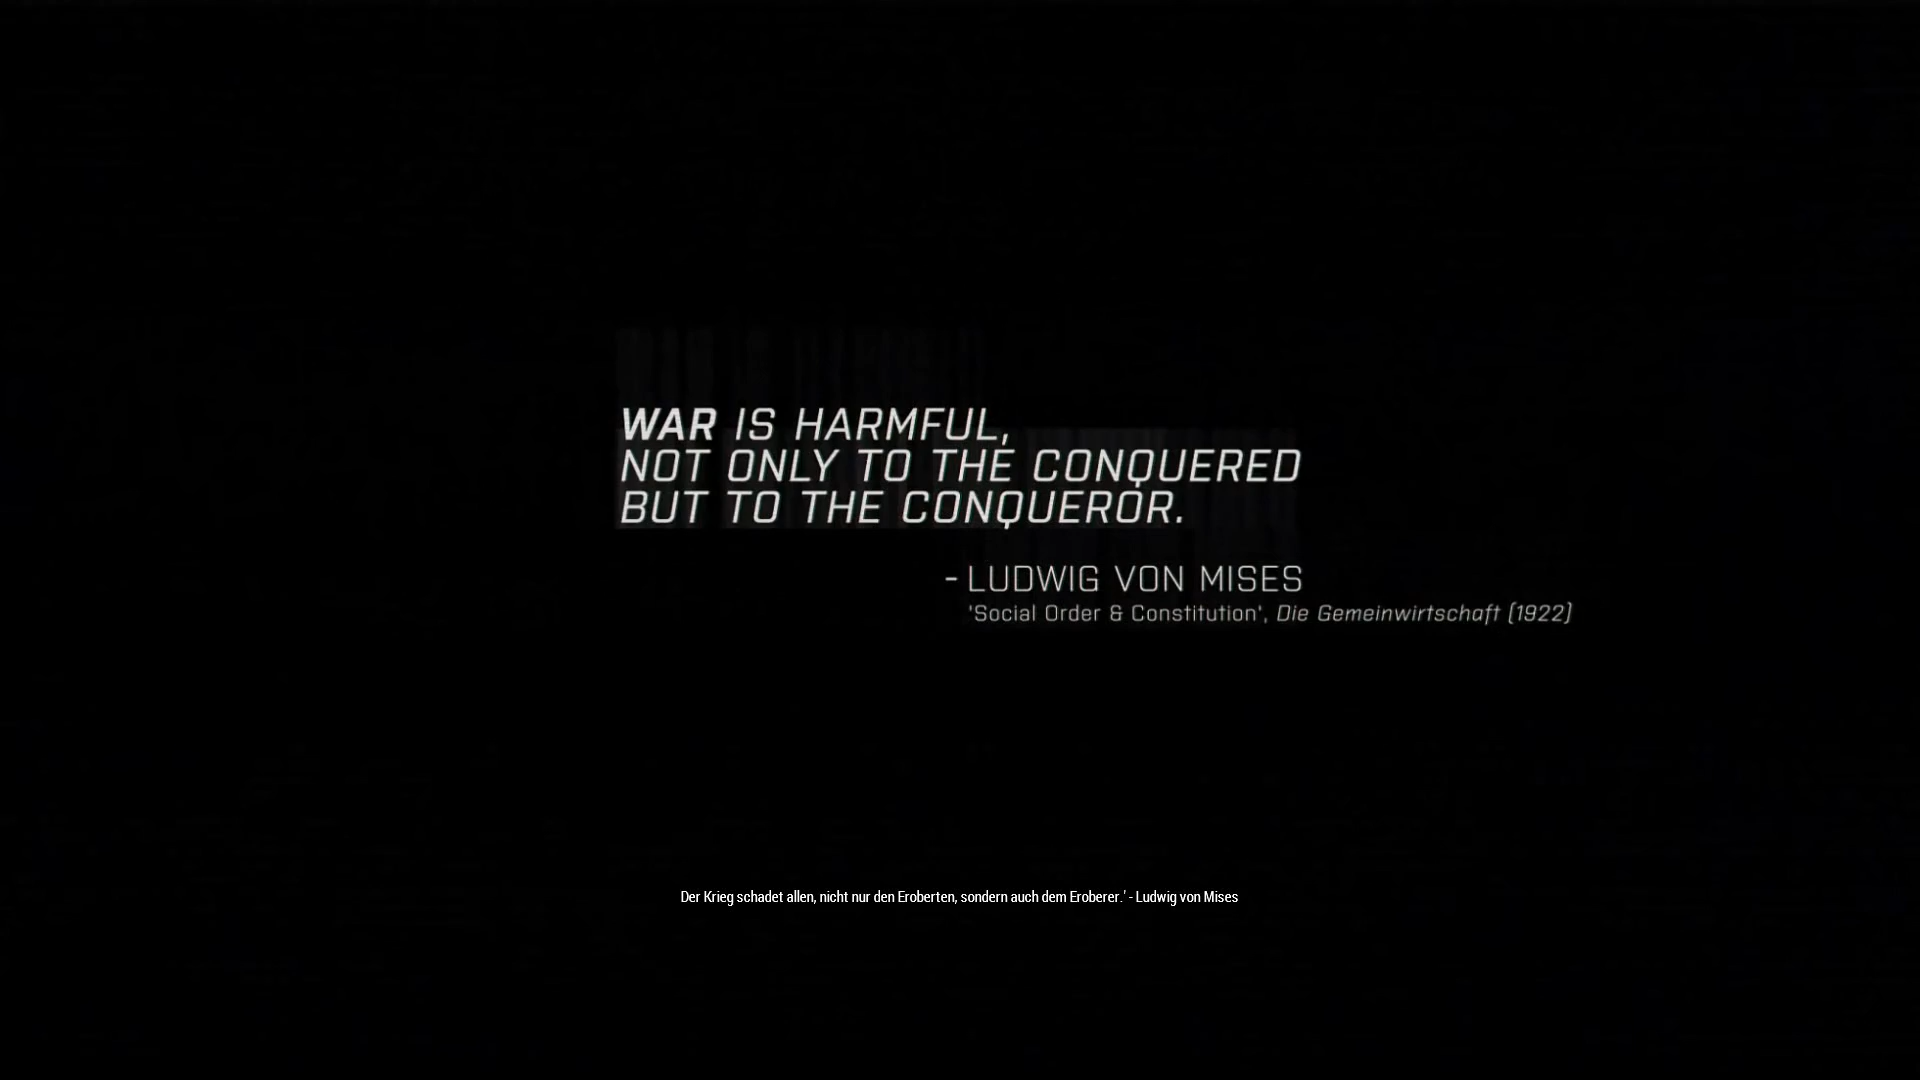 WAR IS HARMFUL,
NOT ONLY TO THE CONQUERED
BUT TO THE CONQUEROR.
- LUDWIG VON MISES
'Social Order & Constitution', Die Gemeinwirtschaft (1922)
Der Krieg schadet allen, nicht nur den Eroberten, sondern auch dem Eroberer.' - Ludwig von Mises